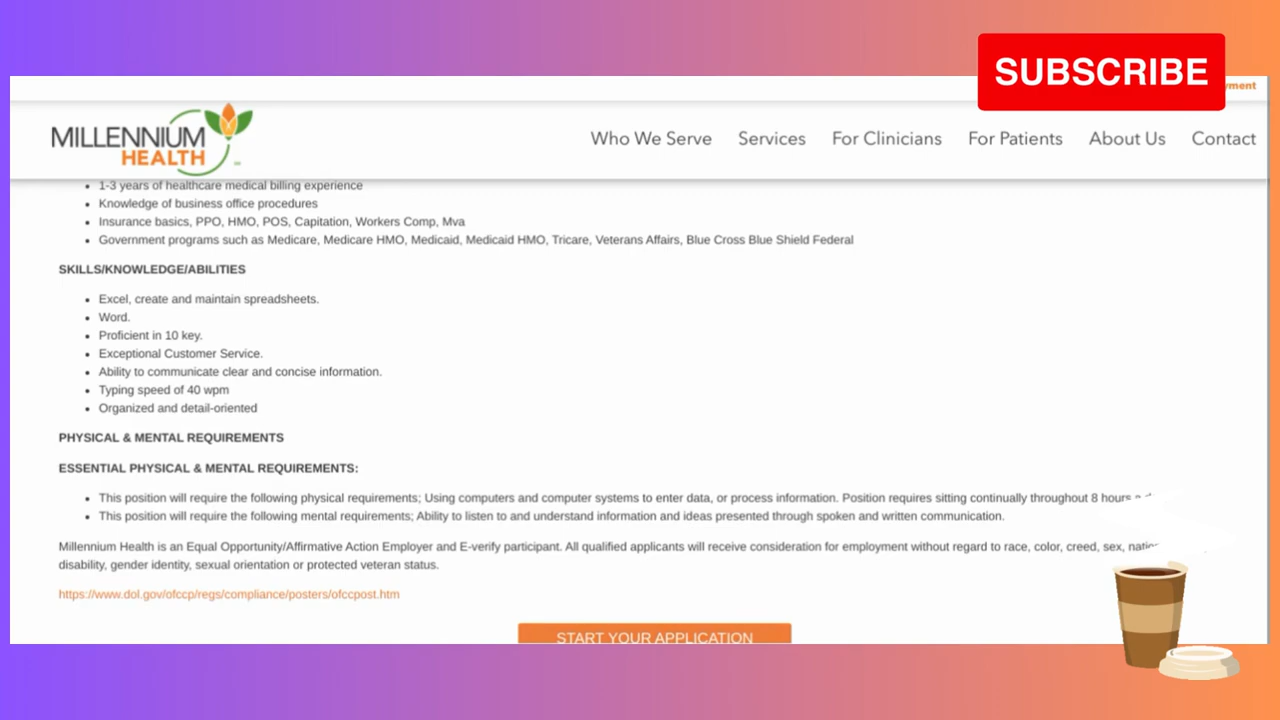 SUBSCRIBE
MILLENNIUM
HEALTH
Who We Serve Services For Clinicians For Patients About Us Contact
1-3 years of healthcare medical billing experience
Knowledge of business office procedures
Insurance basics, PPO, HMO, POS, Capitation, Workers Comp, Mva
Government programs such as Medicare, Medicare HMO, Medicaid, Medicaid HMO, Tricare, Veterans Affairs, Blue Cross Blue Shield Federal
SKILLS/KNOWLEDGE/ABILITIES
Excel, create and maintain spreadsheets.
Word.
Proficient in 10 key.
Exceptional Customer Service.
Ability to communicate clear and concise information.
Typing speed of 40 wpm
Organized and detail-oriented
PHYSICAL & MENTAL REQUIREMENTS
ESSENTIAL PHYSICAL & MENTAL REQUIREMENTS:
This position will require the following physical requirements; Using computers and computer systems to enter data, or process information. Position requires sitting continually throughout 8 hours
This position will require the following mental requirements; Ability to listen to and understand information and ideas presented through spoken and written communication.
Millennium Health is an Equal Opportunity/Affirmative Action Employer and E-verify participant. All qualified applicants will receive consideration for employment without regard to race, color, creed, sex,
disability, gender identity, sexual orientation or protected veteran status.
https://www.dol.gov/ofccp/regs/compliance/posters/ofccpost.htm
START YOUR APPLICATION